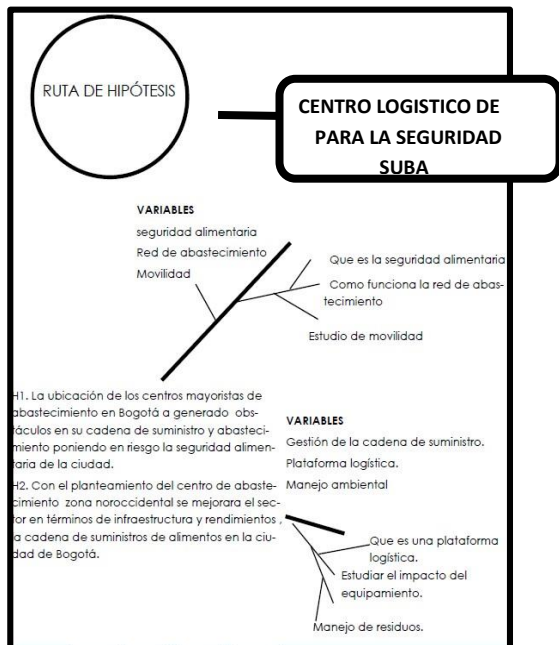 RUTA DE HIPÓTESIS
CENTRO LOGISTICO DE
PARA LA SEGURIDAD
SUBA
VARIABLES
seguridad alimentaria
Red de abastecimiento
Movilidad
Que es la seguridad alimentaria
Como funciona la red de abas-
tecimiento
Estudio de movilidad
H1. La ubicación de los centros mayoristas de
abastecimiento en Bogotá a generado obs-
táculos en su cadena de suministro y abasteci-
miento poniendo en riesgo la seguridad alimen-
taria de la ciudad.
H2. Con el planteamiento del centro de abaste-
cimiento zona noroccidental se mejorara el sec-
tor en términos de infraestructura y rendimientos ,
la cadena de suministros de alimentos en la ciu-
dad de Bogotá.
VARIABLES
Gestión de la cadena de suministro.
Plataforma logística.
Manejo ambiental
Que es una plataforma
logística.
Estudiar el impacto del
equipamiento.
Manejo de residuos.